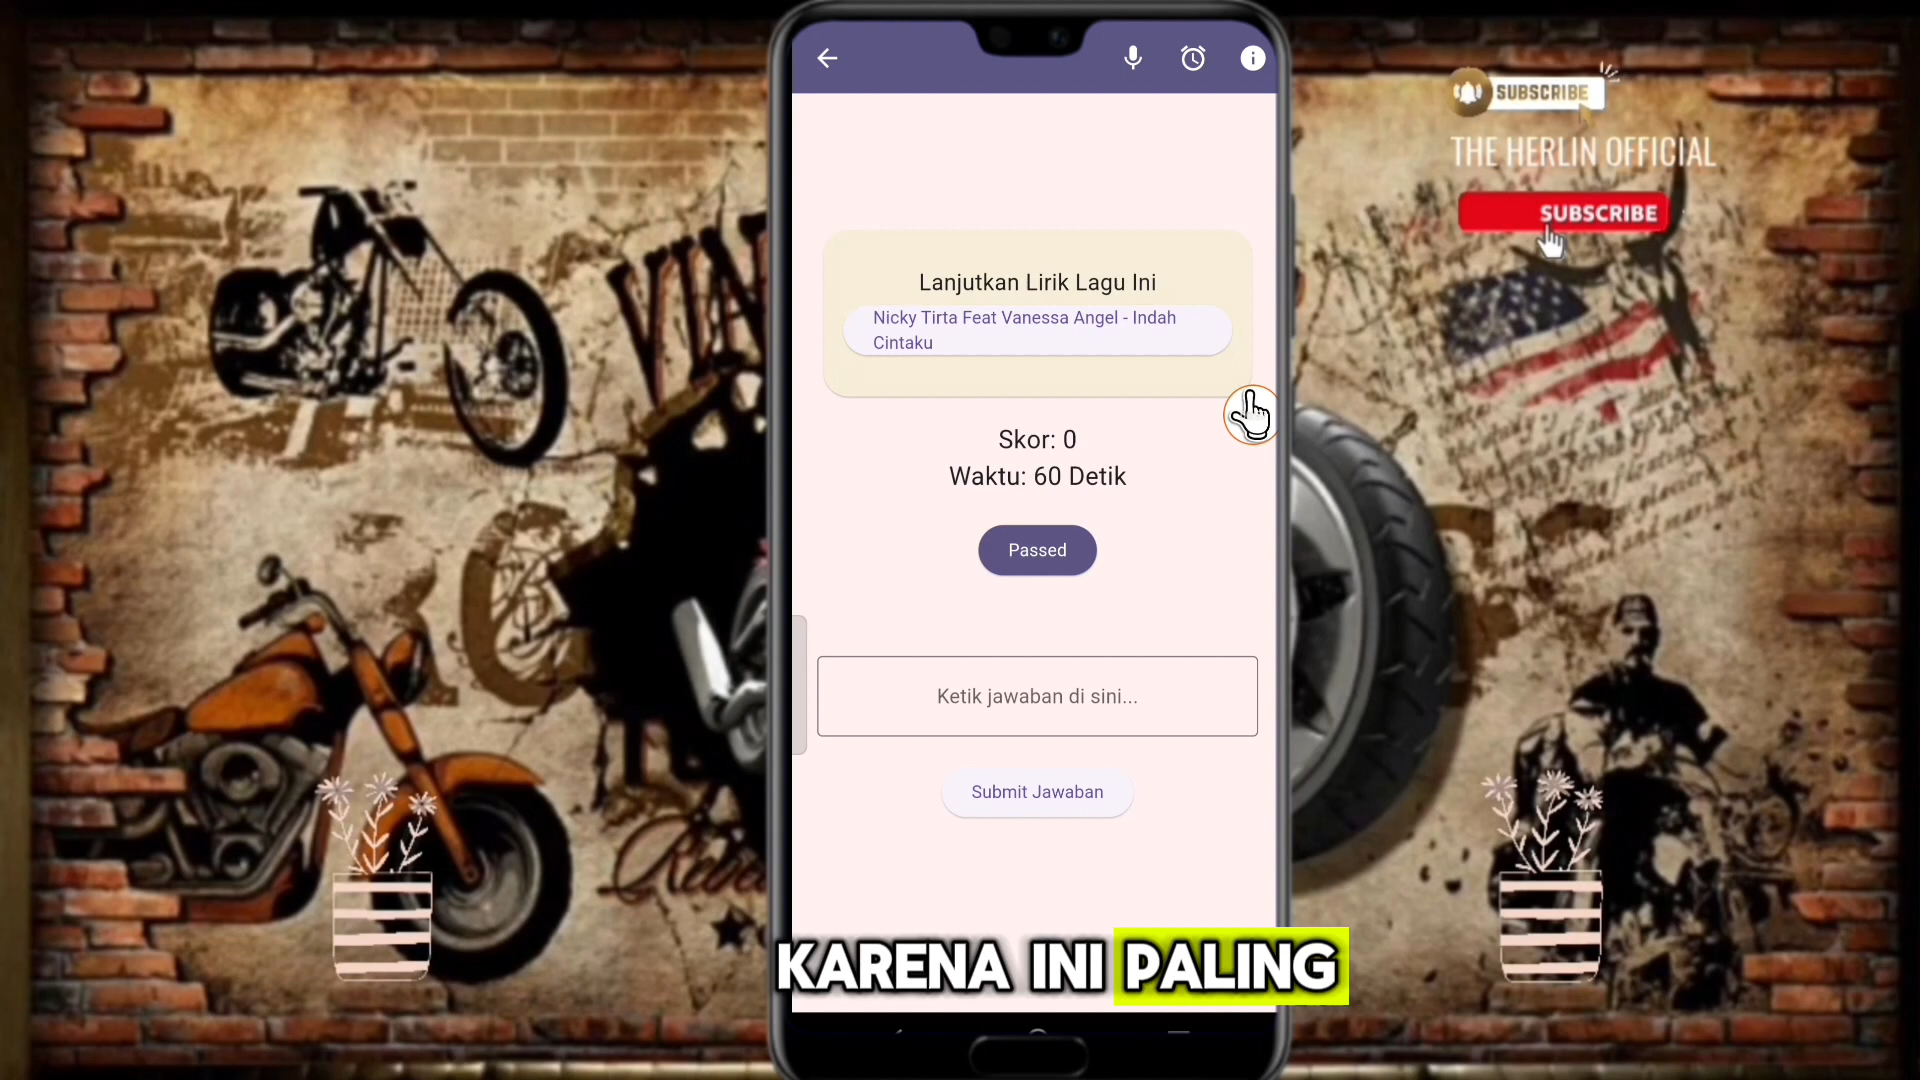 SUBSCRIBE
THE HERLIN OFFICIAL
SUBSCRIBE
Lanjutkan Lirik Lagu Ini
Nicky Tirta Feat Vanessa Angel - Indah
Cintaku
Skor: 0
Waktu: 60 Detik
Passed
Ketik jawaban di sini...
Submit Jawaban
KARENA INI PALING